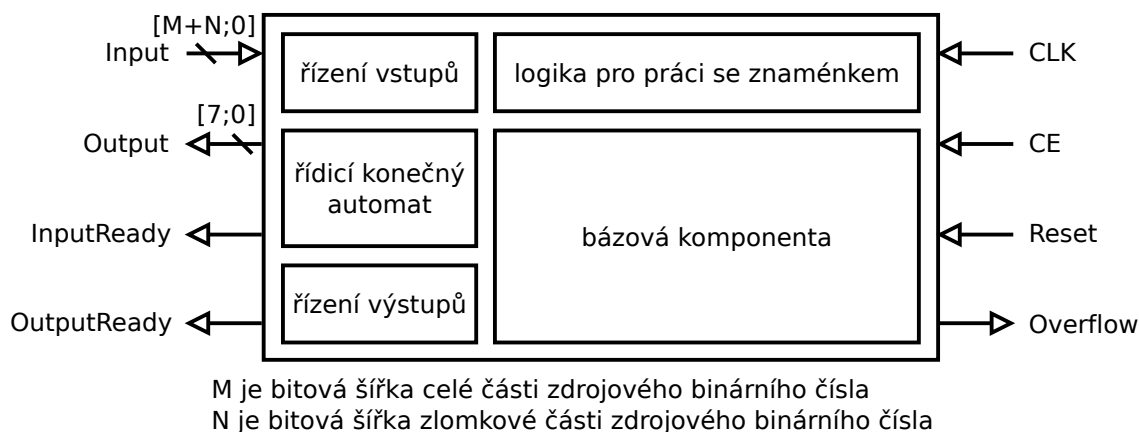 [M+N;0]
Input
[7;0]
Output
InputReady
OutputReady
řízení vstupů
logika pro práci se znaménkem
řídicí konečný
automat
bázová komponenta
řízení výstupů
CLK
CE
Reset
Overflow
M je bitová šířka celé části zdrojového binárního čísla
N je bitová šířka zlomkové části zdrojového binárního čísla